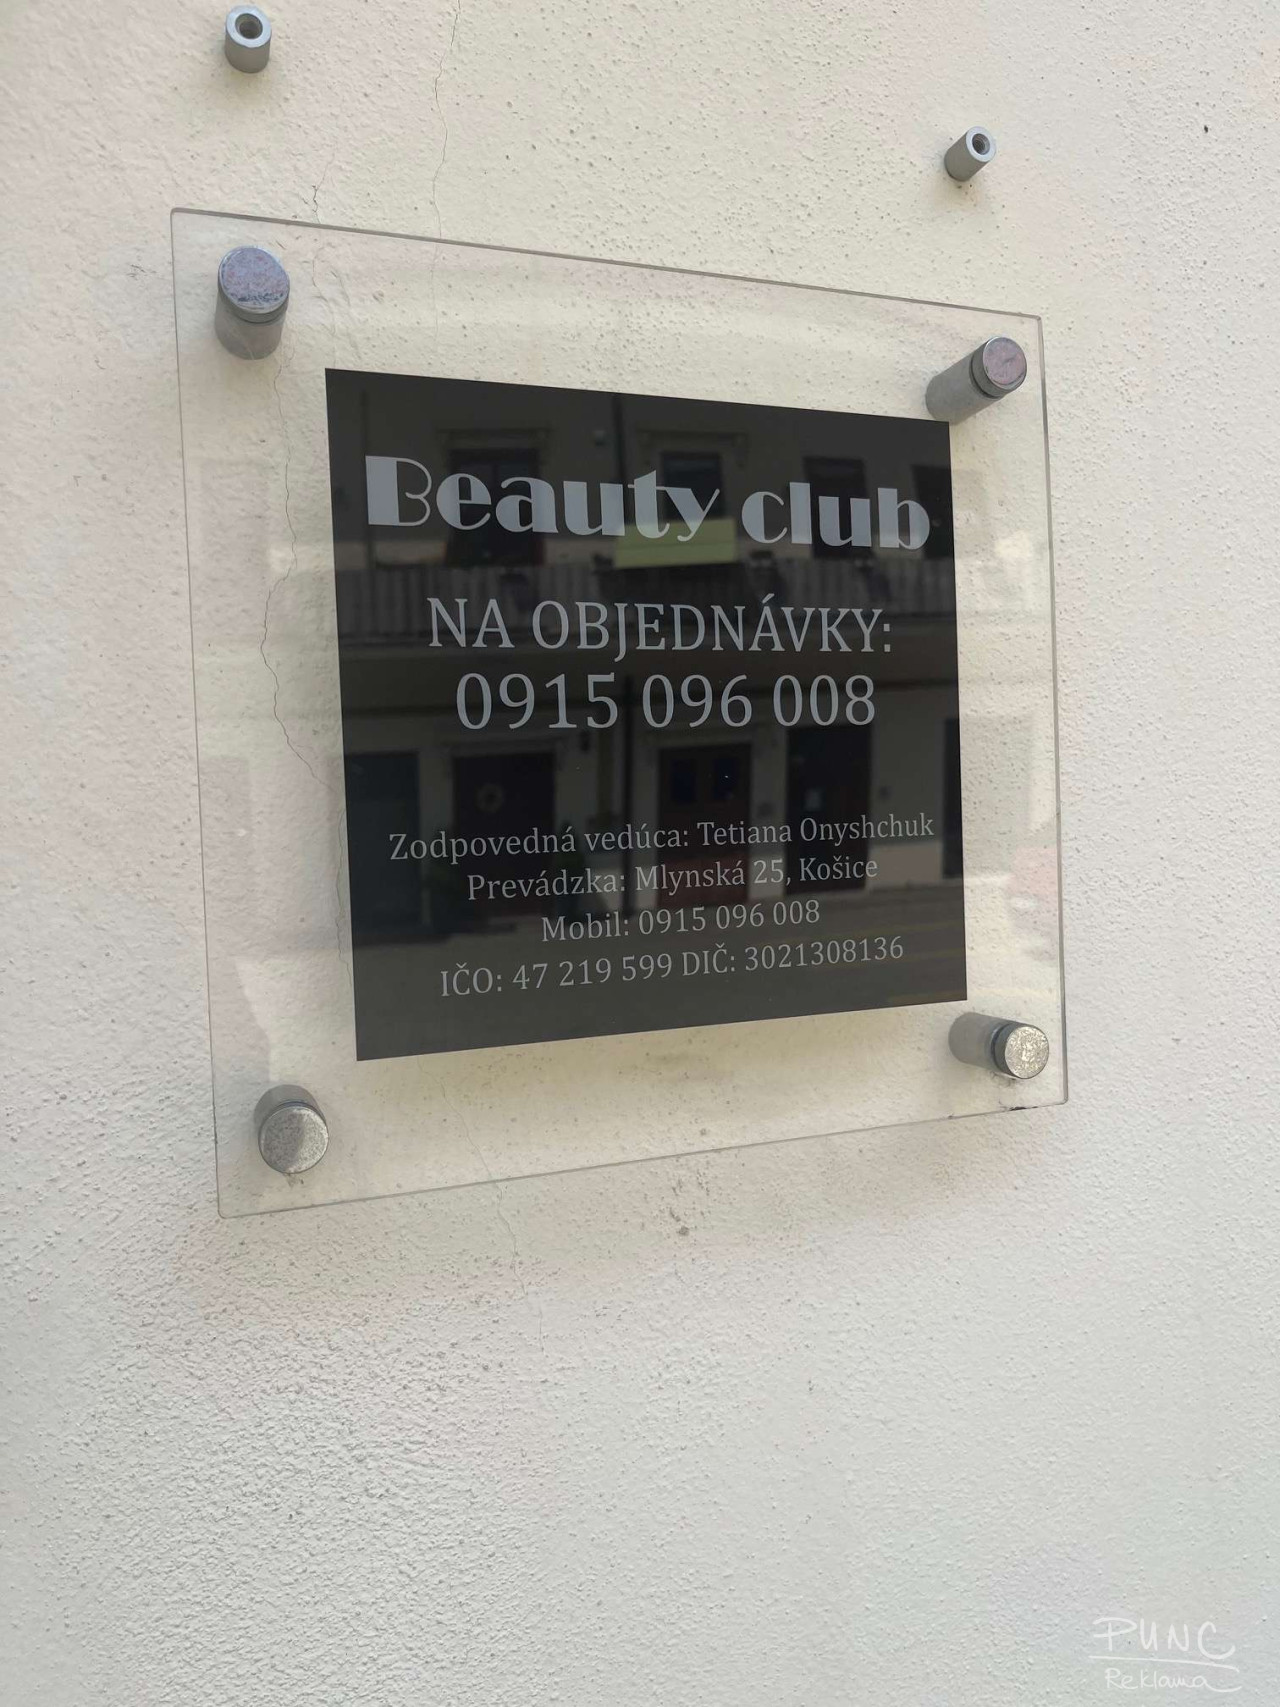 Beauty club
NA OBJEDNÁVKY:
0915 096 008
Zodpovedná vedúca: Tetiana Onyshchuk
Prevádzka: Mlynská 25, Košice
Mobil: 0915 096 008
IČO: 47 219 599 DIČ: 3021308136
PUNC
Reklama